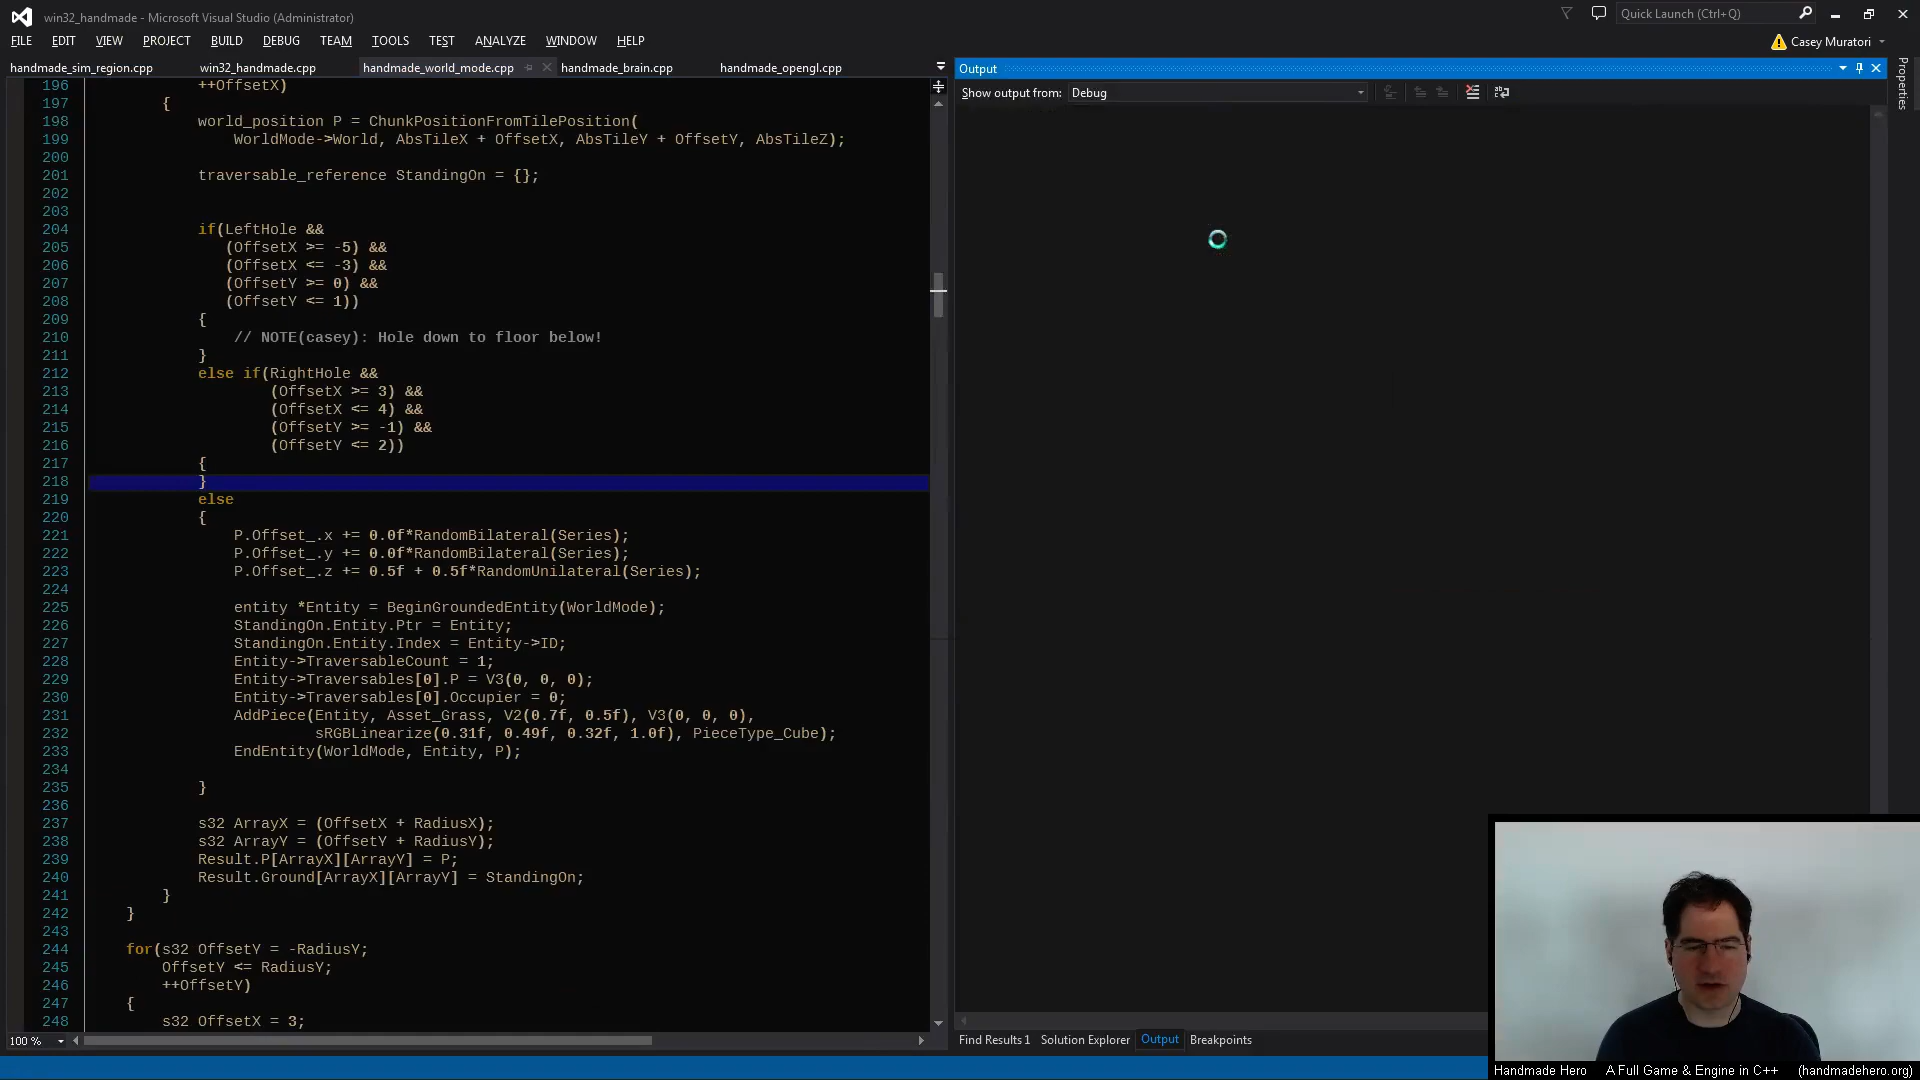 win32_handmade - Microsoft Visual Studio (Administrator)
Quick Launch (Ctrl+Q)
FILE EDIT VIEW PROJECT BUILD DEBUG TEAM TOOLS TEST ANALYZE WINDOW HELP
Casey Muratori
handmade_sim_region.cpp win32_handmade.cpp handmade_world_mode.cpp handmade_brain.cpp handmade_opengl.cpp
Output
Properties
Show output from: Debug
196 ++OffsetX)
197 {
198 world_position P = ChunkPositionFromTilePosition(
199 WorldMode->World, AbsTileX + OffsetX, AbsTileY + OffsetY, AbsTileZ);
200
201 traversable_reference StandingOn = {};
202
203
204 if(LeftHole &&
205 (OffsetX >= -5) &&
206 (OffsetX <= -3) &&
207 (OffsetY >= 0) &&
208 (OffsetY <= 1))
209 {
210 // NOTE(casey): Hole down to floor below!
211 }
212 else if(RightHole &&
213 (OffsetX >= 3) &&
214 (OffsetX <= 4) &&
215 (OffsetY >= -1) &&
216 (OffsetY <= 2))
217 {
218 }
219 else
220 {
221 P.Offset_.x += 0.0f*RandomBilateral(Series);
222 P.Offset_.y += 0.0f*RandomBilateral(Series);
223 P.Offset_.z += 0.5f + 0.5f*RandomUnilateral(Series);
224
225 entity *Entity = BeginGroundedEntity(WorldMode);
226 StandingOn.Entity.Ptr = Entity;
227 StandingOn.Entity.Index = Entity->ID;
228 Entity->TraversableCount = 1;
229 Entity->Traversables[0].P = V3(0, 0, 0);
230 Entity->Traversables[0].Occupier = 0;
231 AddPiece(Entity, Asset_Grass, V2(0.7f, 0.5f), V3(0, 0, 0),
232 sRGBLinearize(0.31f, 0.49f, 0.32f, 1.0f), PieceType_Cube);
233 EndEntity(WorldMode, Entity, P);
234
235 }
236
237 s32 ArrayX = (OffsetX + RadiusX);
238 s32 ArrayY = (OffsetY + RadiusY);
239 Result.P[ArrayX][ArrayY] = P;
240 Result.Ground[ArrayX][ArrayY] = StandingOn;
241 }
242 }
243
244 for(s32 OffsetY = -RadiusY;
245 OffsetY <= RadiusY;
246 ++OffsetY)
247 {
248 s32 OffsetX = 3;
100 %
Find Results 1 Solution Explorer Output Breakpoints
Handmade Hero A Full Game & Engine in C++ (handmadehero.org)